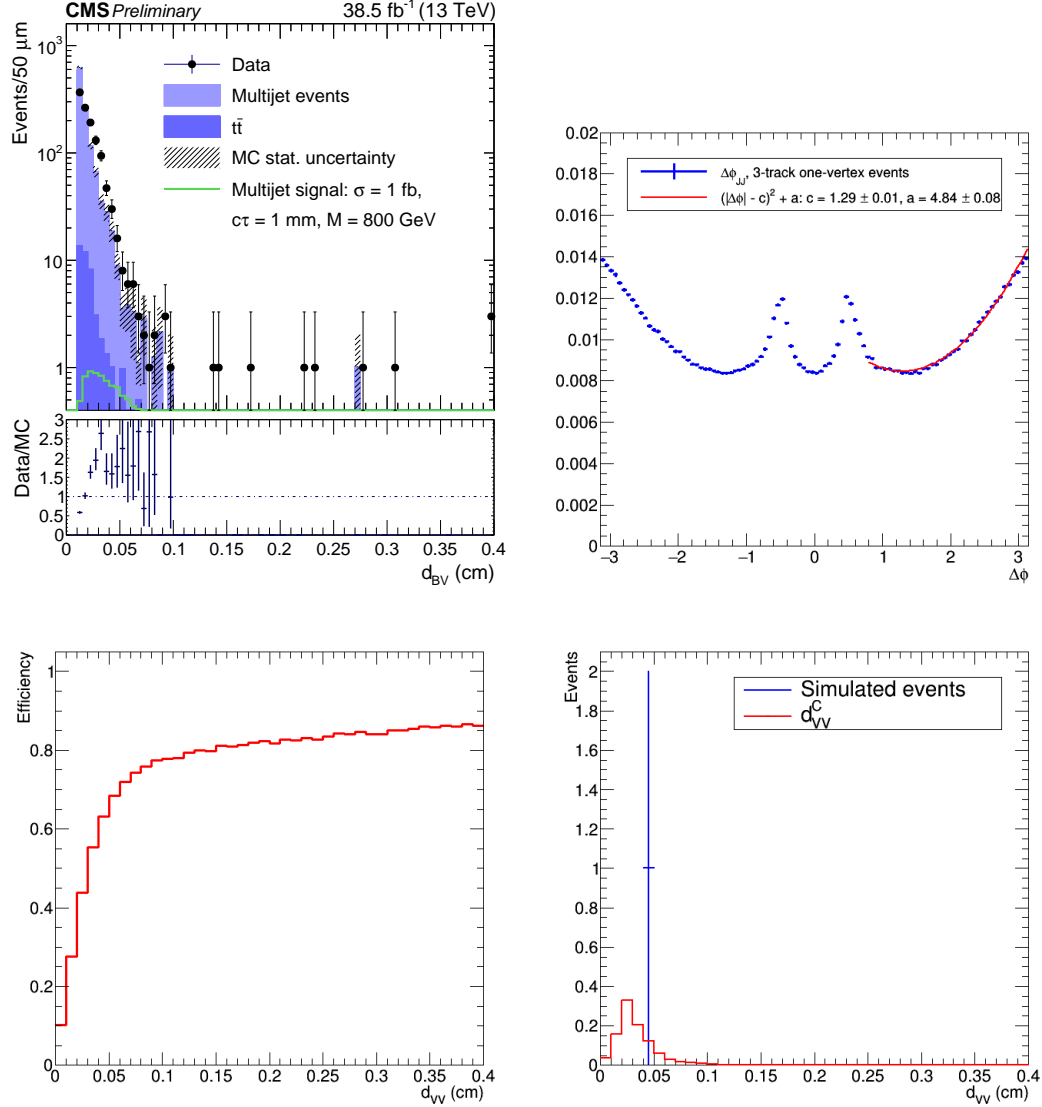 CMS Preliminary 38.5 fb⁻¹ (13 TeV)
Events/50 μm
10³
10²
10
1
Data
Multijet events
tt̄
MC stat. uncertainty
Multijet signal: σ = 1 fb,
cτ = 1 mm, M = 800 GeV
Data/MC
3
2.5
2
1.5
1
0.5
0
0 0.05 0.1 0.15 0.2 0.25 0.3 0.35 0.4
d_BV (cm)
0.02
0.018
0.016
0.014
0.012
0.01
0.008
0.006
0.004
0.002
0
Δϕ_JJ, 3-track one-vertex events
(|Δϕ| - c)² + a: c = 1.29 ± 0.01, a = 4.84 ± 0.08
−3 −2 −1 0 1 2 3
Δϕ
Efficiency
1
0.8
0.6
0.4
0.2
0
0 0.05 0.1 0.15 0.2 0.25 0.3 0.35 0.4
d_VV (cm)
Events
2
1.8
1.6
1.4
1.2
1
0.8
0.6
0.4
0.2
0
Simulated events
d_VV^C
0 0.05 0.1 0.15 0.2 0.25 0.3 0.35 0.4
d_VV (cm)